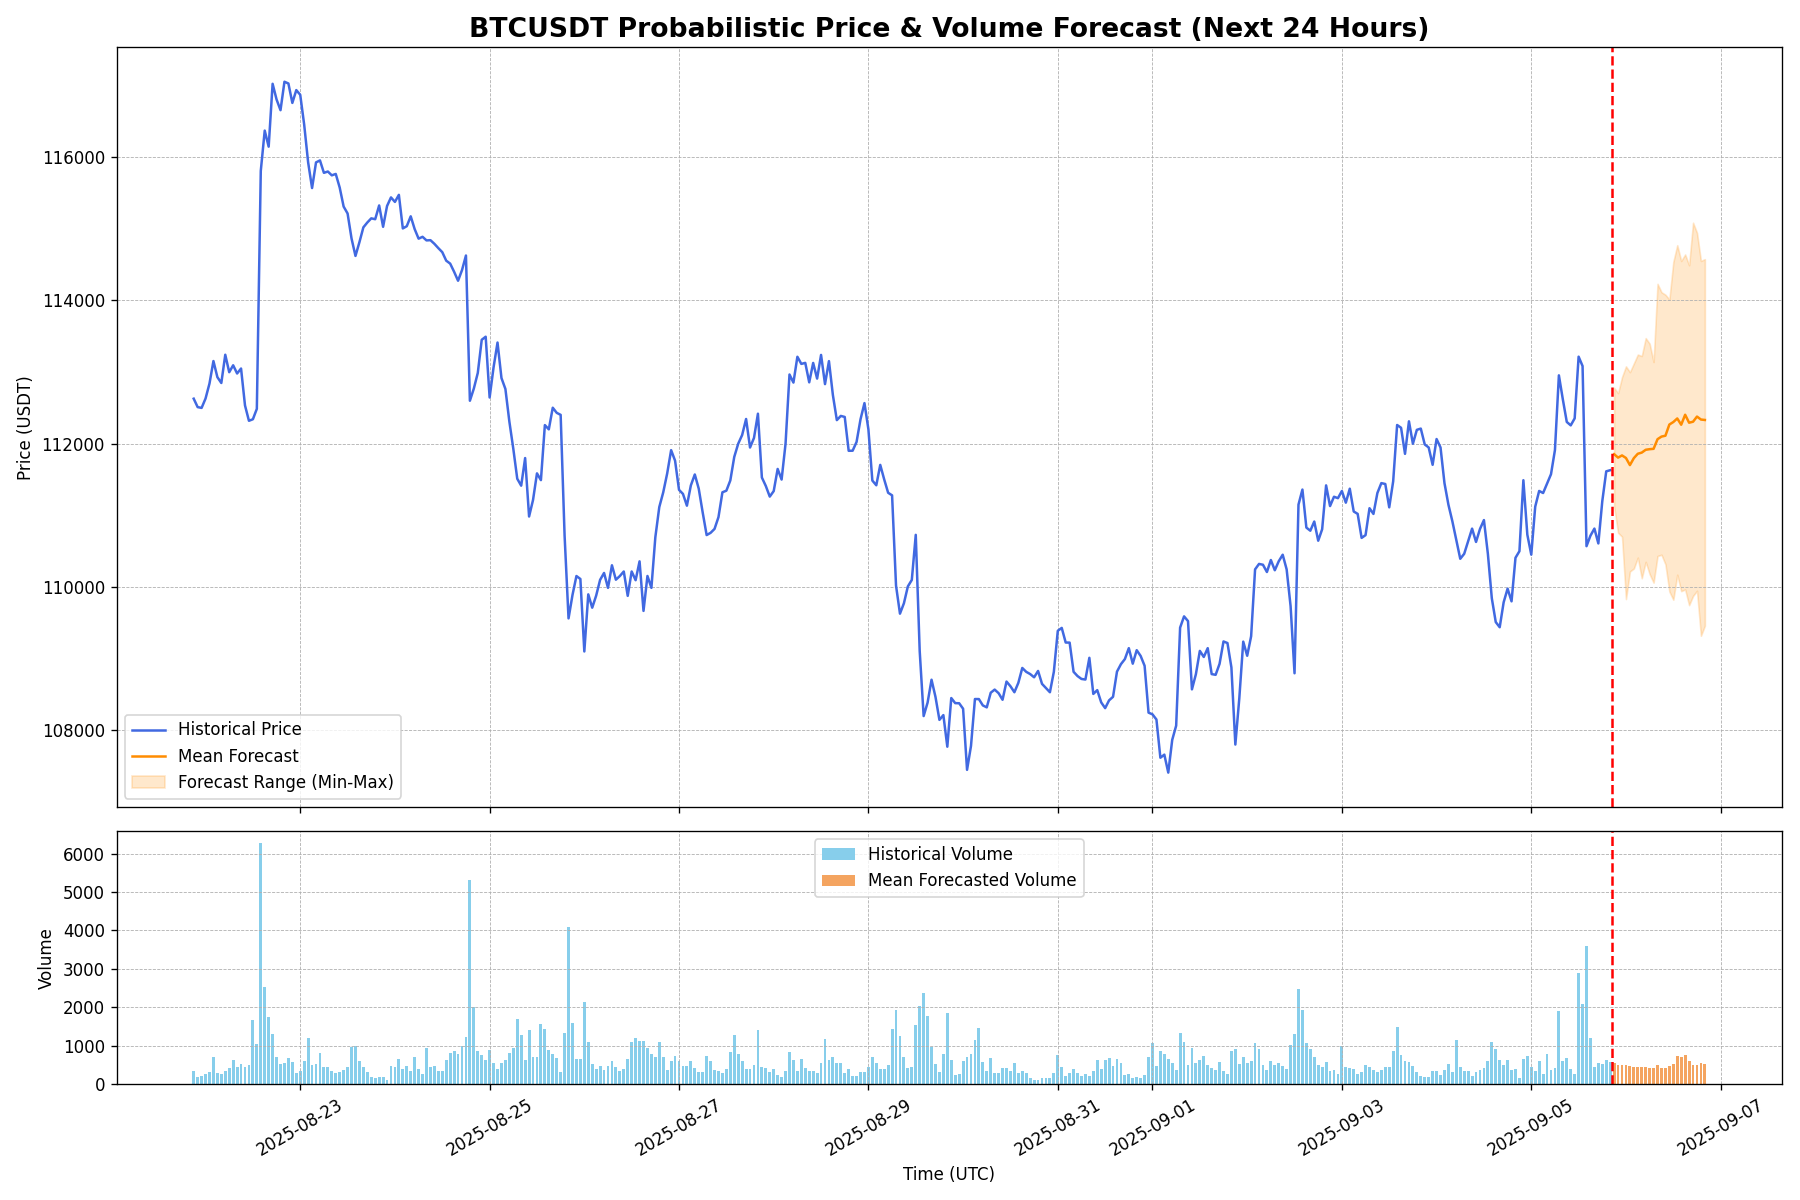 BTCUSDT Probabilistic Price & Volume Forecast (Next 24 Hours)
Price (USDT)
116000
114000
112000
110000
108000
Historical Price
Mean Forecast
Forecast Range (Min-Max)
Volume
6000
5000
4000
3000
2000
1000
0
Historical Volume
Mean Forecasted Volume
2025-08-23
2025-08-25
2025-08-27
2025-08-29
2025-08-31
2025-09-01
2025-09-03
2025-09-05
2025-09-07
Time (UTC)